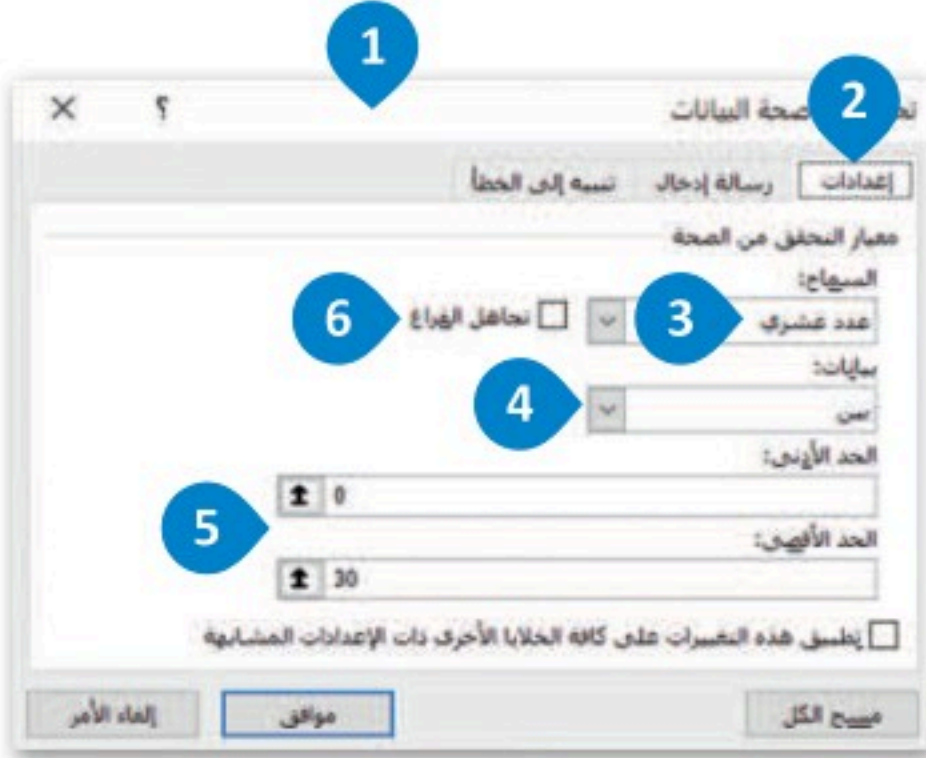 1
2
صحة البيانات ؟ ×
إعدادات رسالة إدخال تنبيه إلى الخطأ
معيار التحقق من الصحة
السماح:
عدد عشري 3 تجاهل الفراغ 6
بيانات:
بين 4
الحد الأدنى:
0
5
الحد الأقصى:
30
تطبيق هذه التغييرات على كافة الخلايا الأخرى ذات الإعدادات المشابهة
مسح الكل موافق إلغاء الأمر